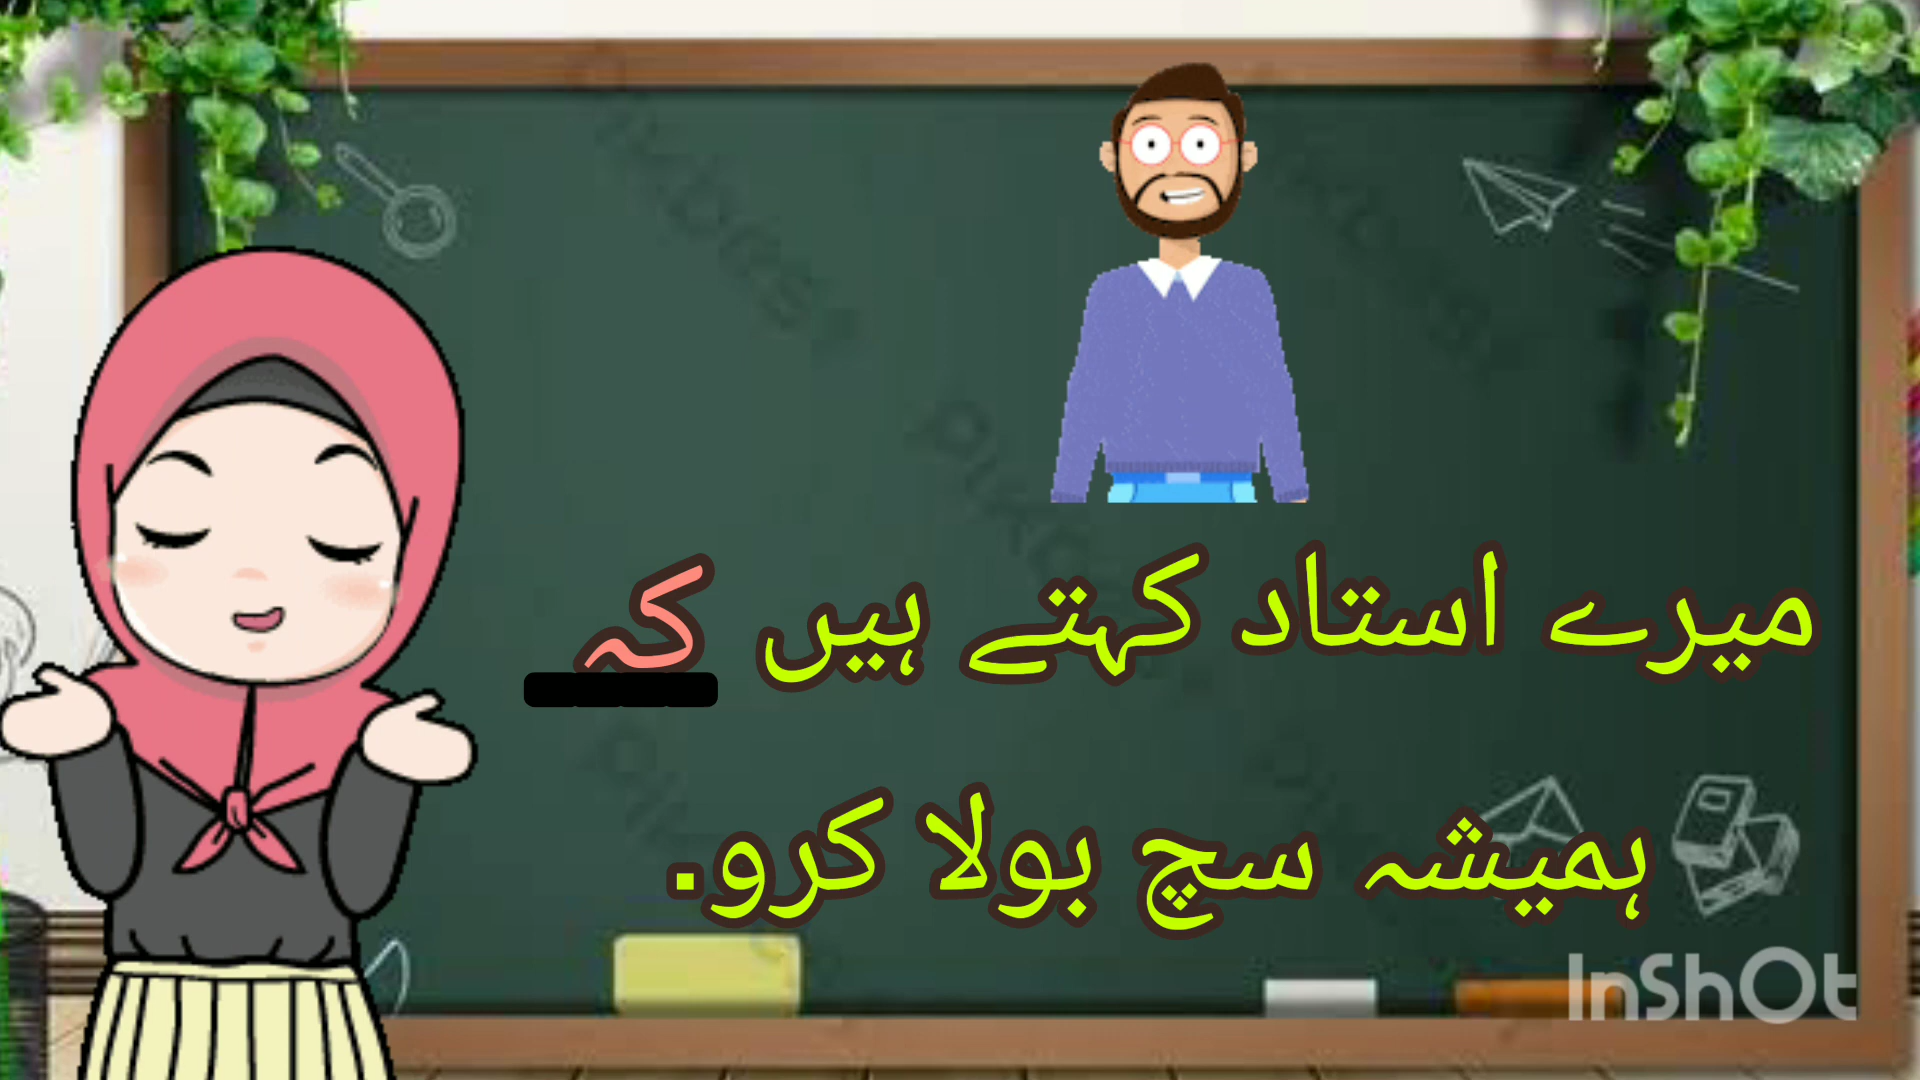 میرے استاد کہتے ہیں کہ
ہمیشہ سچ بولا کرو.
InShOt